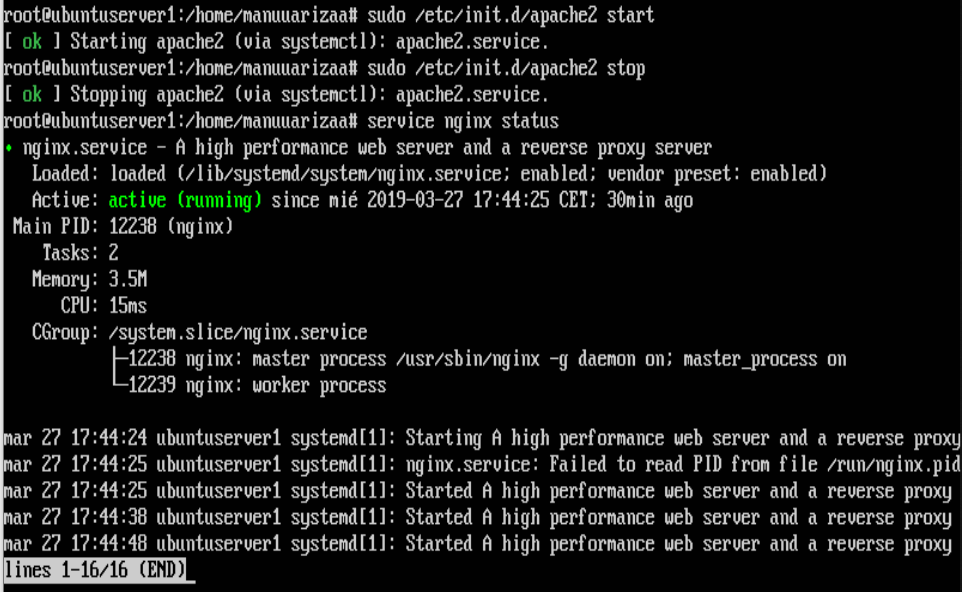 root@ubuntuserver1:/home/manuuarizaa# sudo /etc/init.d/apache2 start
[ ok ] Starting apache2 (via systemctl): apache2.service.
root@ubuntuserver1:/home/manuuarizaa# sudo /etc/init.d/apache2 stop
[ ok ] Stopping apache2 (via systemctl): apache2.service.
root@ubuntuserver1:/home/manuuarizaa# service nginx status
● nginx.service - A high performance web server and a reverse proxy server
   Loaded: loaded (/lib/systemd/system/nginx.service; enabled; vendor preset: enabled)
   Active: active (running) since mié 2019-03-27 17:44:25 CET; 30min ago
 Main PID: 12238 (nginx)
    Tasks: 2
   Memory: 3.5M
      CPU: 15ms
   CGroup: /system.slice/nginx.service
           ├─12238 nginx: master process /usr/sbin/nginx -g daemon on; master_process on
           └─12239 nginx: worker process
mar 27 17:44:24 ubuntuserver1 systemd[1]: Starting A high performance web server and a reverse proxy
mar 27 17:44:25 ubuntuserver1 systemd[1]: nginx.service: Failed to read PID from file /run/nginx.pid
mar 27 17:44:25 ubuntuserver1 systemd[1]: Started A high performance web server and a reverse proxy
mar 27 17:44:38 ubuntuserver1 systemd[1]: Started A high performance web server and a reverse proxy
mar 27 17:44:48 ubuntuserver1 systemd[1]: Started A high performance web server and a reverse proxy
lines 1-16/16 (END)